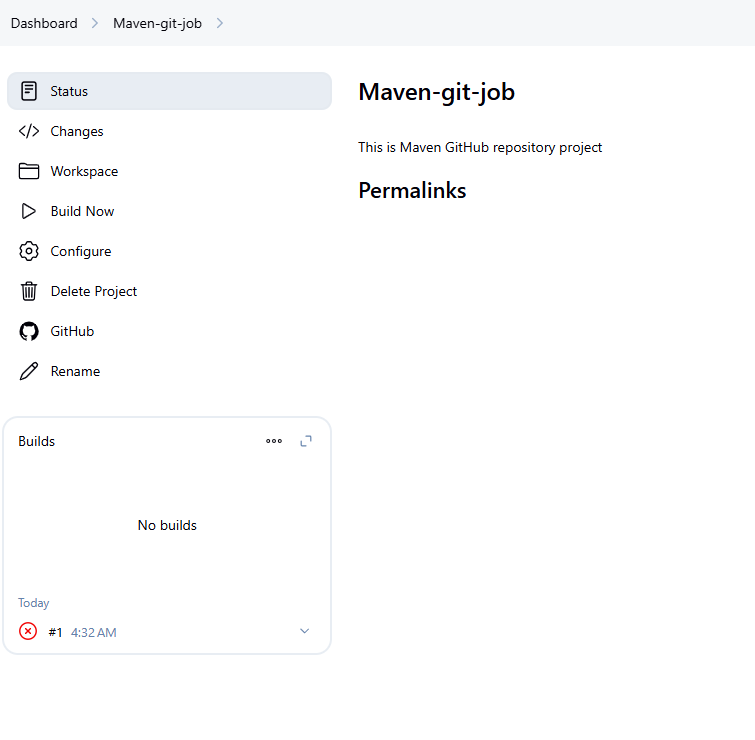 Dashboard
Maven-git-job
Status
Changes
Workspace
Build Now
Configure
Delete Project
GitHub
Rename
Builds
No builds
Today
#1 4:32 AM
Maven-git-job
This is Maven GitHub repository project
Permalinks